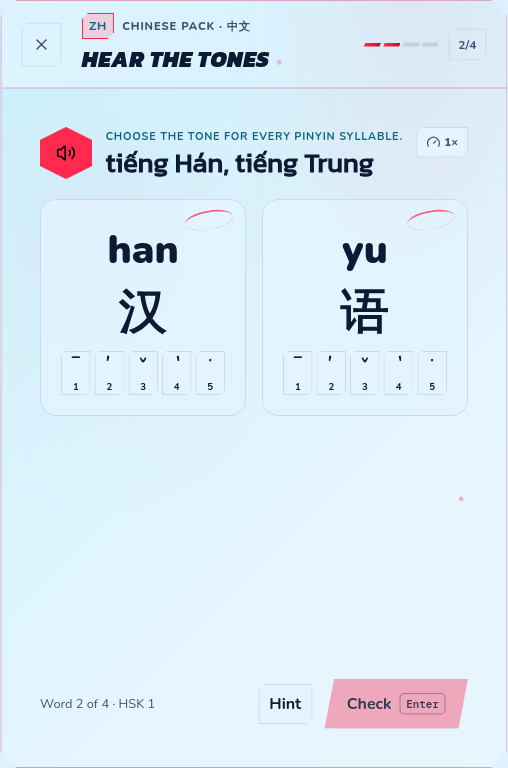 ZH CHINESE PACK · 中文
HEAR THE TONES
2/4
CHOOSE THE TONE FOR EVERY PINYIN SYLLABLE.
tiếng Hán, tiếng Trung
1×
han
汉
ˉ ˊ ˇ ˋ ·
1 2 3 4 5
yu
语
ˉ ˊ ˇ ˋ ·
1 2 3 4 5
Word 2 of 4 · HSK 1
Hint
Check Enter